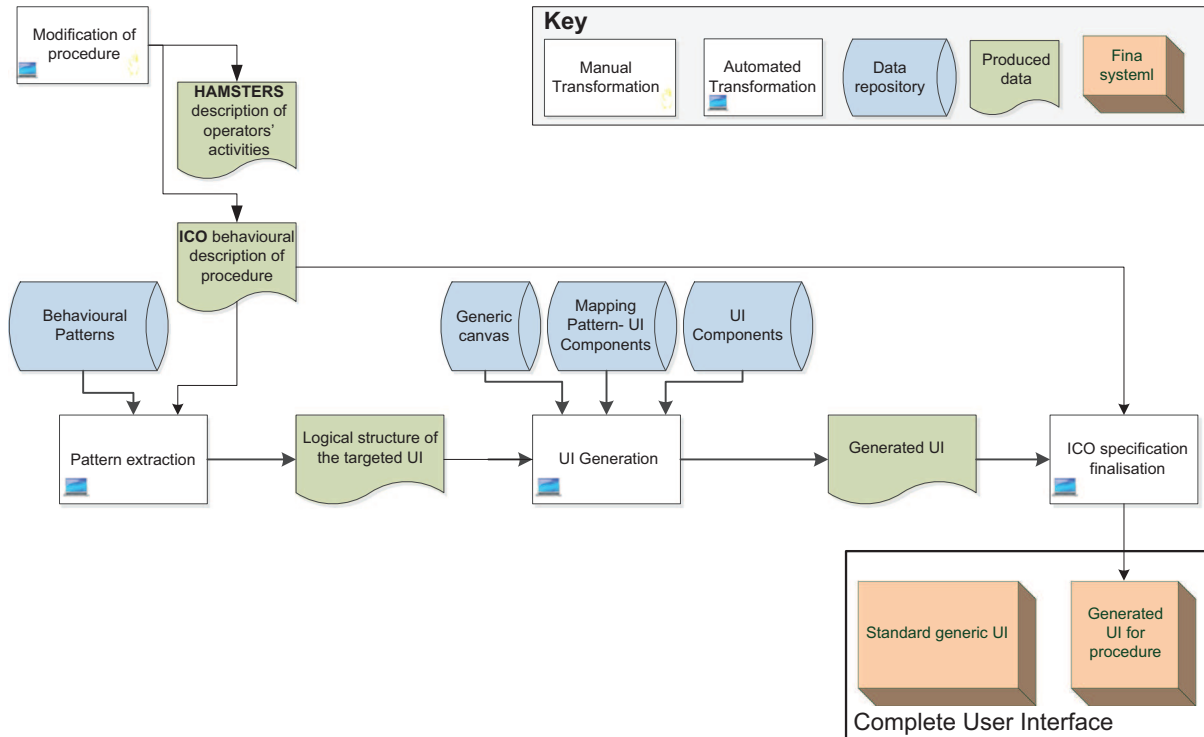 Modification of
procedure
HAMSTERS
description of
operators'
activities
Key
Manual
Transformation
Automated
Transformation
Data
repository
Produced
data
Fina
systeml
ICO behavioural
description of
procedure
Behavioural
Patterns
Generic
canvas
Mapping
Pattern- UI
Components
UI
Components
Pattern extraction
Logical structure of
the targeted UI
UI Generation
Generated UI
ICO specification
finalisation
Standard generic UI
Generated
UI for
procedure
Complete User Interface